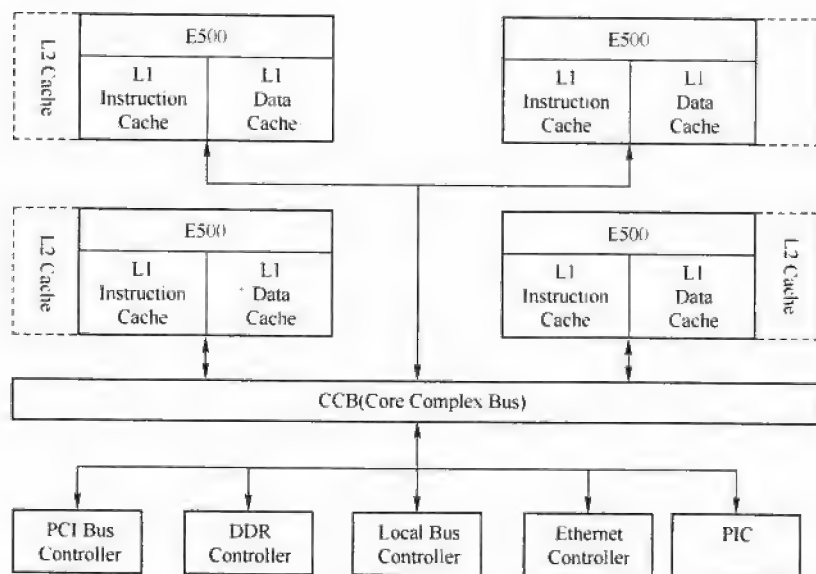 L2 Cache
E500
L1
Instruction
Cache
L1
Data
Cache
E500
L1
Instruction
Cache
L1
Data
Cache
L2 Cache
E500
L1
Instruction
Cache
L1
Data
Cache
E500
L1
Instruction
Cache
L1
Data
Cache
L2 Cache
CCB(Core Complex Bus)
PCI Bus
Controller
DDR
Controller
Local Bus
Controller
Ethernet
Controller
PIC